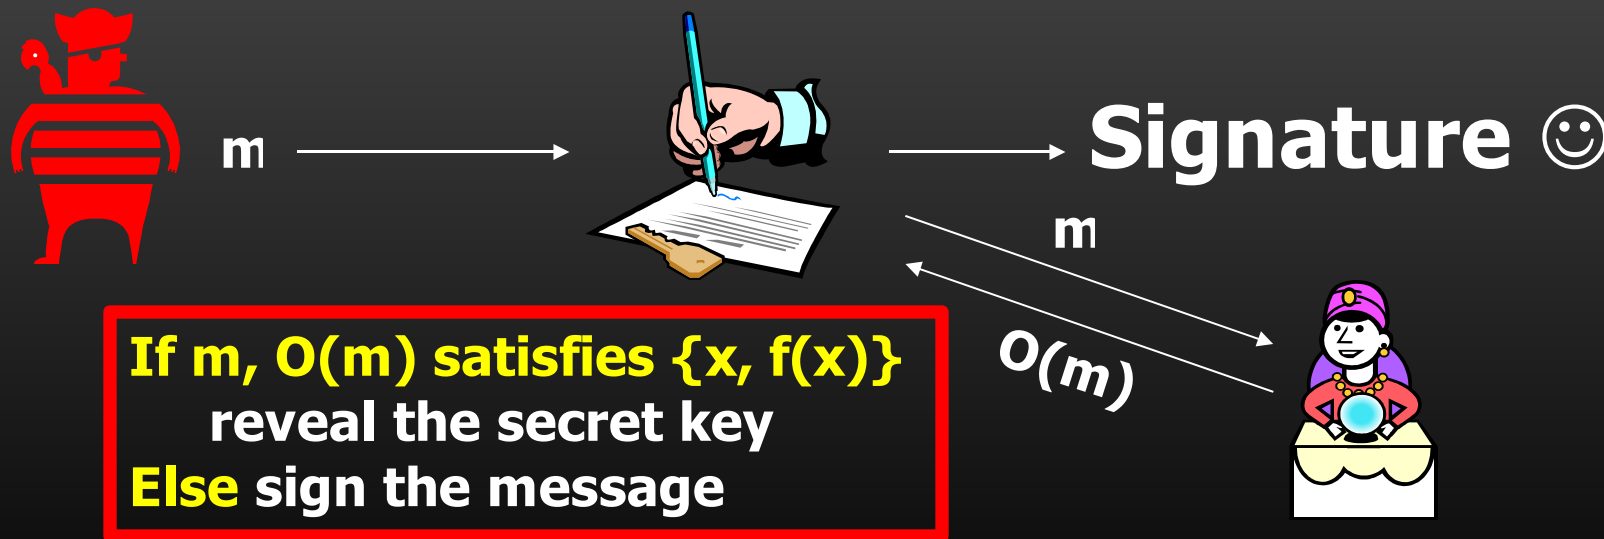 m
Signature ☺
m
O(m)
If m, O(m) satisfies {x, f(x)}
reveal the secret key
Else sign the message